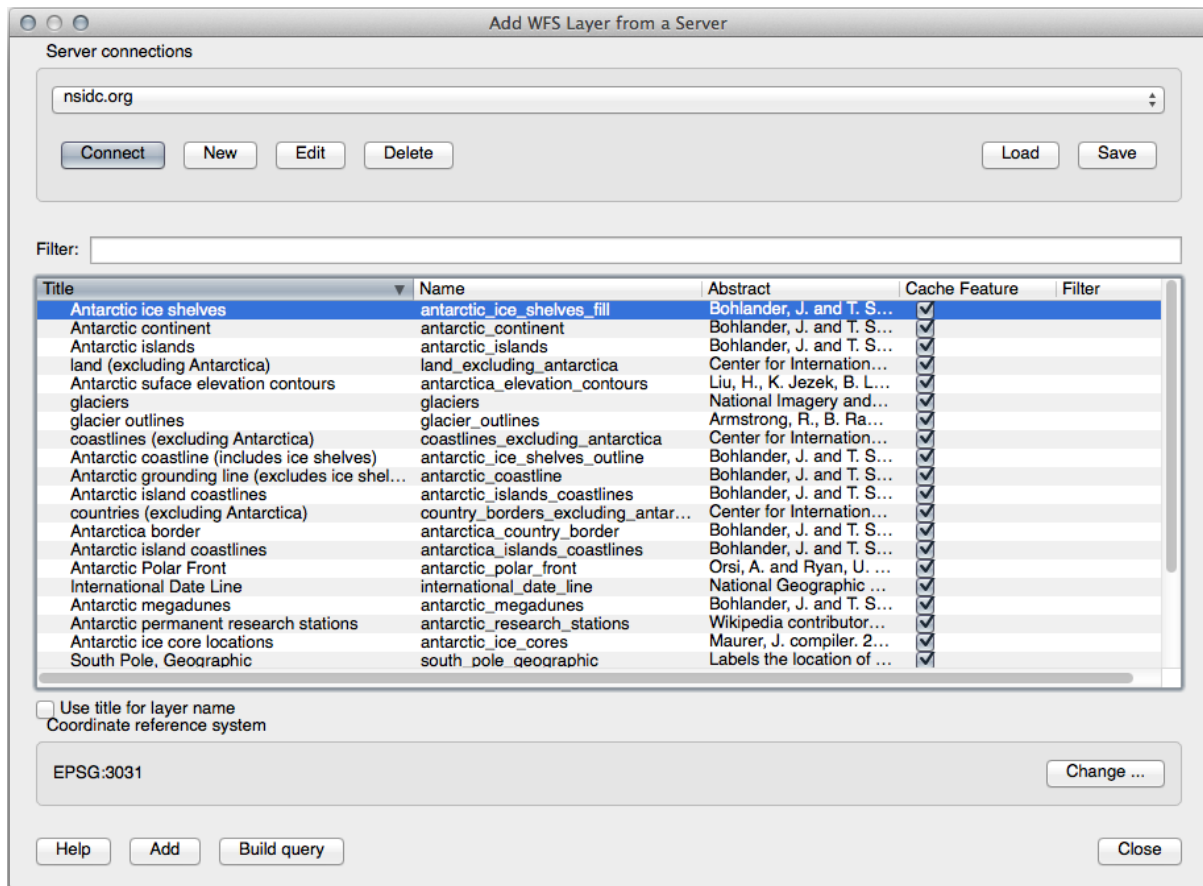 Add WFS Layer from a Server
Server connections
nsidc.org
Connect New Edit Delete Load Save
Filter:
Title Name Abstract Cache Feature Filter
Antarctic ice shelves antarctic_ice_shelves_fill Bohlander, J. and T. S...
Antarctic continent antarctic_continent Bohlander, J. and T. S...
Antarctic islands antarctic_islands Bohlander, J. and T. S...
land (excluding Antarctica) land_excluding_antarctica Center for Internation...
Antarctic suface elevation contours antarctica_elevation_contours Liu, H., K. Jezek, B. L...
glaciers glaciers National Imagery and...
glacier outlines glacier_outlines Armstrong, R., B. Ra...
coastlines (excluding Antarctica) coastlines_excluding_antarctica Center for Internation...
Antarctic coastline (includes ice shelves) antarctic_ice_shelves_outline Bohlander, J. and T. S...
Antarctic grounding line (excludes ice shel... antarctic_coastline Bohlander, J. and T. S...
Antarctic island coastlines antarctic_islands_coastlines Bohlander, J. and T. S...
countries (excluding Antarctica) country_borders_excluding_antar... Center for Internation...
Antarctica border antarctica_country_border Bohlander, J. and T. S...
Antarctic island coastlines antarctica_islands_coastlines Bohlander, J. and T. S...
Antarctic Polar Front antarctic_polar_front Orsi, A. and Ryan, U. ...
International Date Line international_date_line National Geographic ...
Antarctic megadunes antarctic_megadunes Bohlander, J. and T. S...
Antarctic permanent research stations antarctic_research_stations Wikipedia contributor...
Antarctic ice core locations antarctic_ice_cores Maurer, J. compiler. 2...
South Pole, Geographic south_pole_geographic Labels the location of ...
Use title for layer name
Coordinate reference system
EPSG:3031 Change ...
Help Add Build query Close